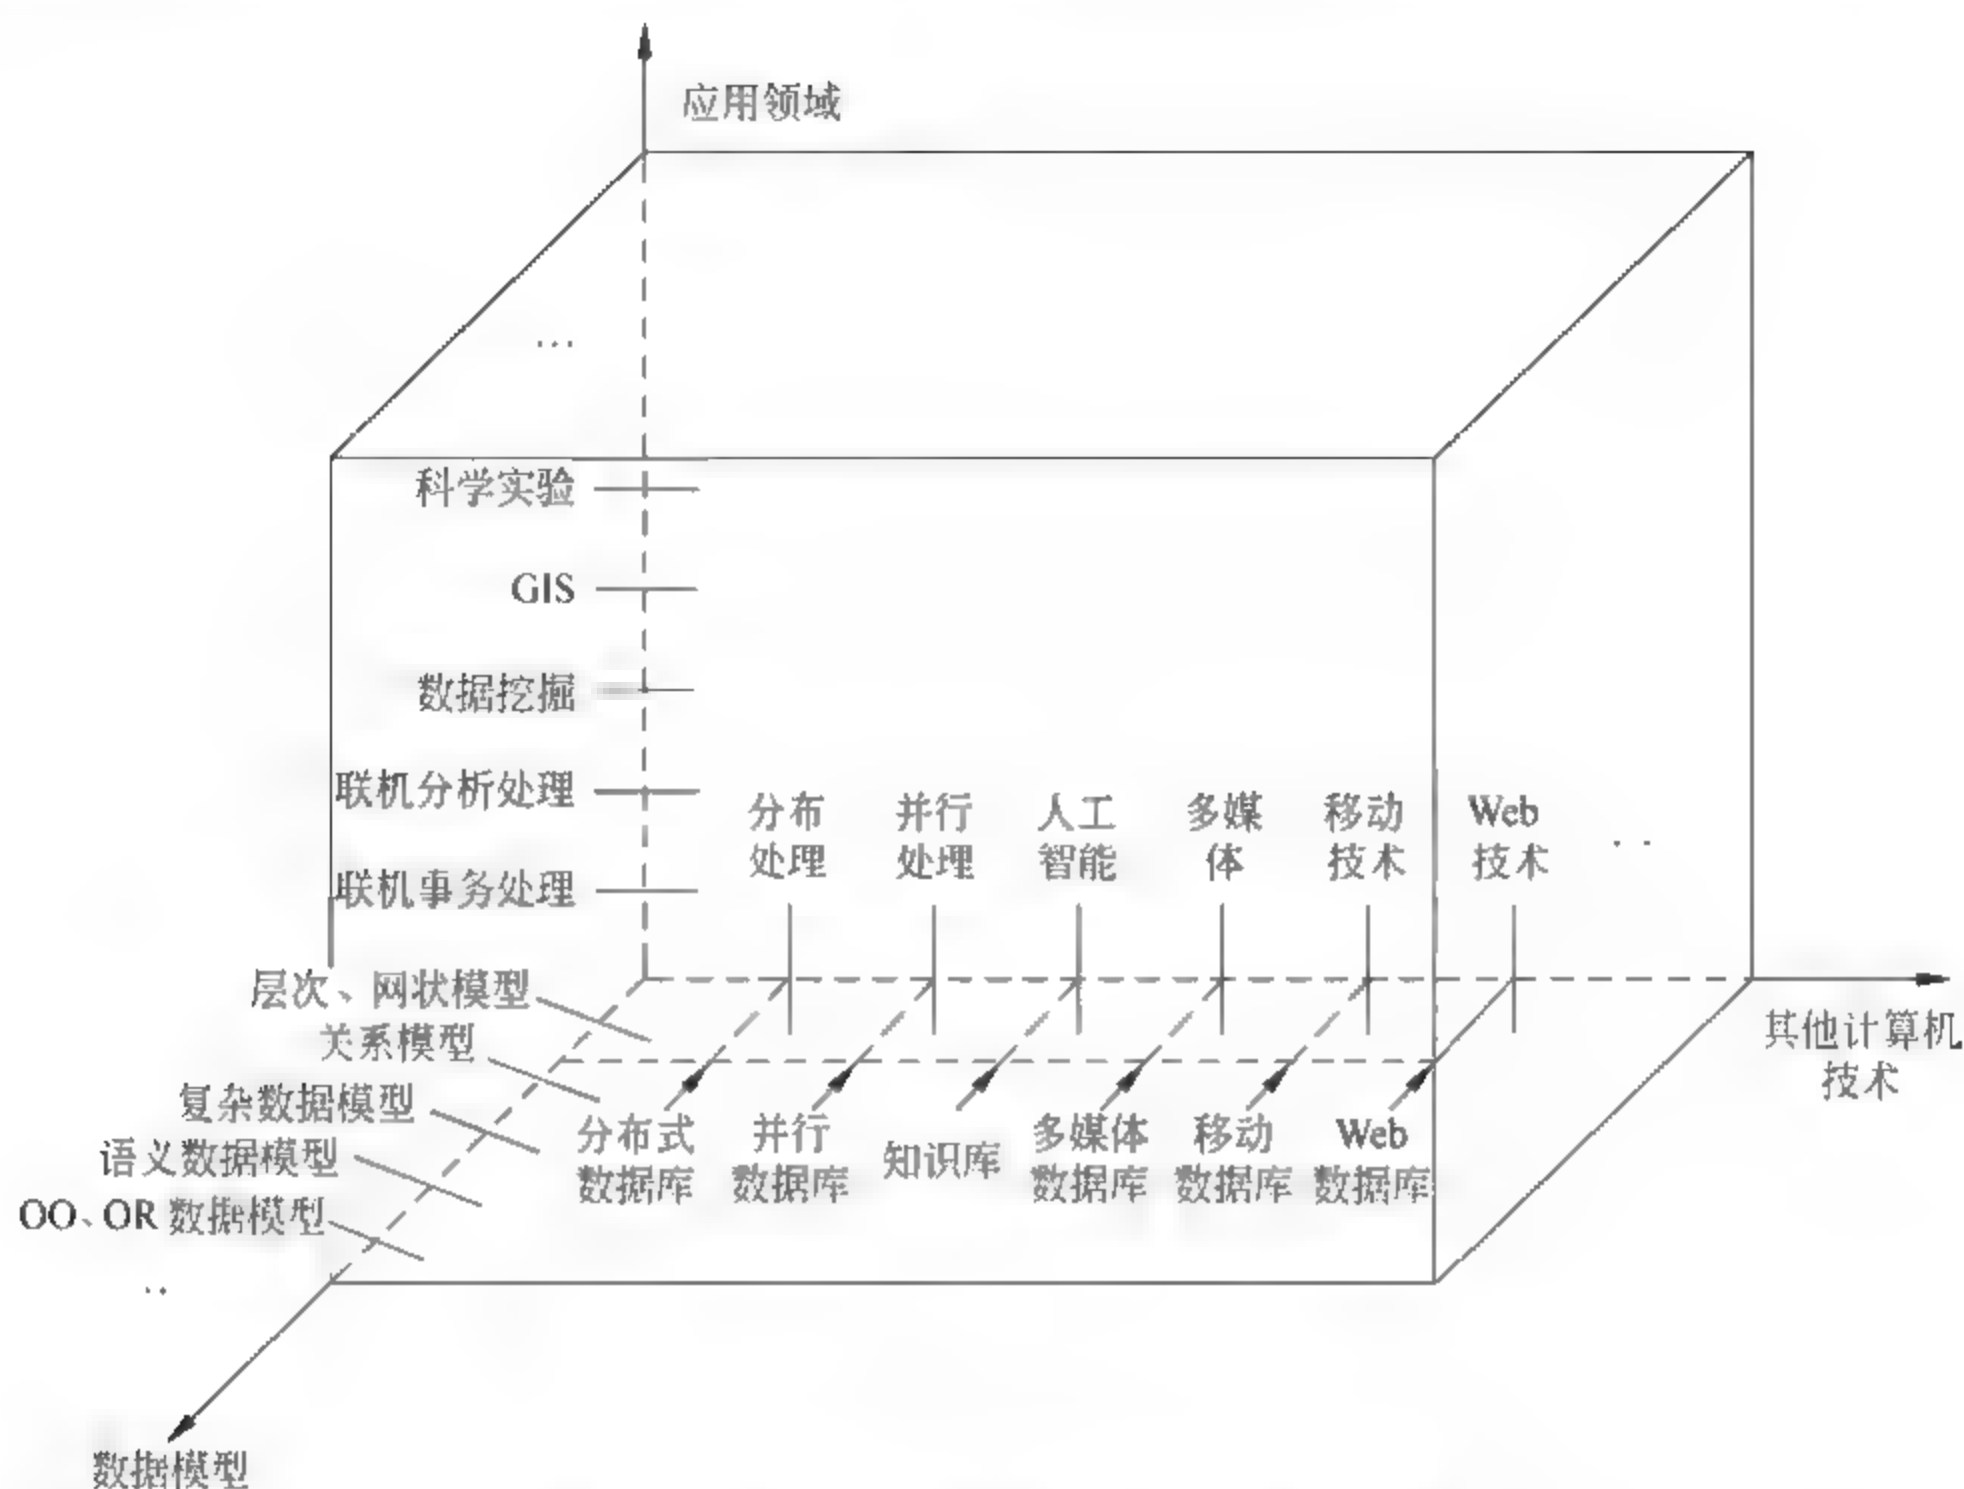 应用领域
…
科学实验
GIS
数据挖掘
联机分析处理
联机事务处理
分布
处理
并行
处理
人工
智能
多媒
体
移动
技术
Web
技术
..
层次、网状模型
关系模型
复杂数据模型
语义数据模型
OO、OR 数据模型
..
分布式
数据库
并行
数据库
知识库
多媒体
数据库
移动
数据库
Web
数据库
其他计算机
技术
数据模型